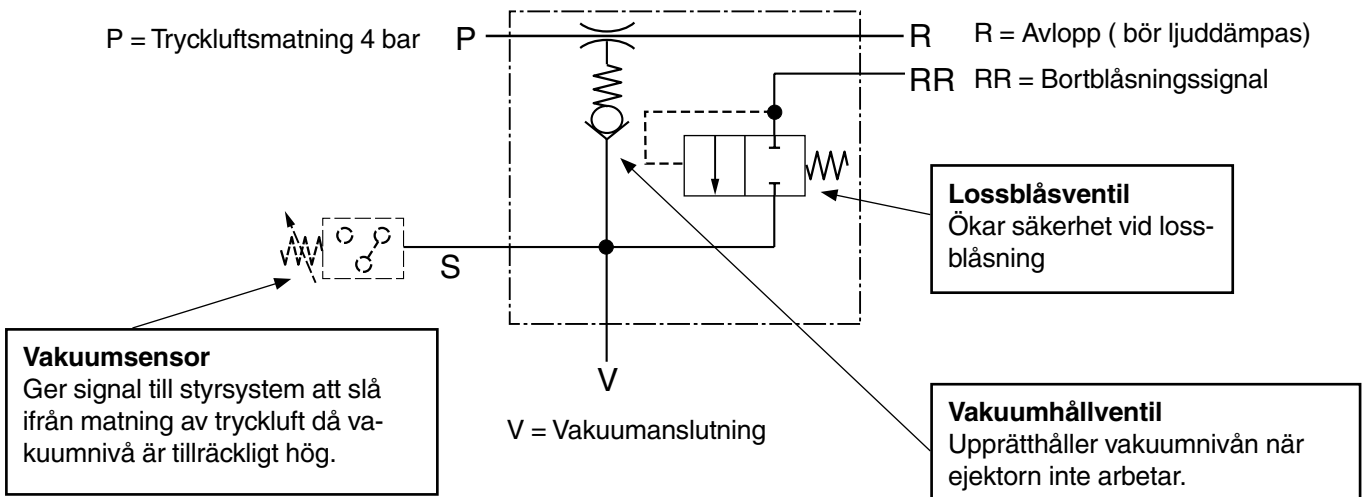 P = Tryckluftsmatning 4 bar
P
R
R = Avlopp ( bör ljuddämpas)
RR
RR = Bortblåsningssignal
Lossblåsventil
Ökar säkerhet vid loss-
blåsning
S
Vakuumsensor
Ger signal till styrsystem att slå
ifrån matning av tryckluft då va-
kuumnivå är tillräckligt hög.
V
V = Vakuumanslutning
Vakuumhållventil
Upprätthåller vakuumnivån när
ejektorn inte arbetar.